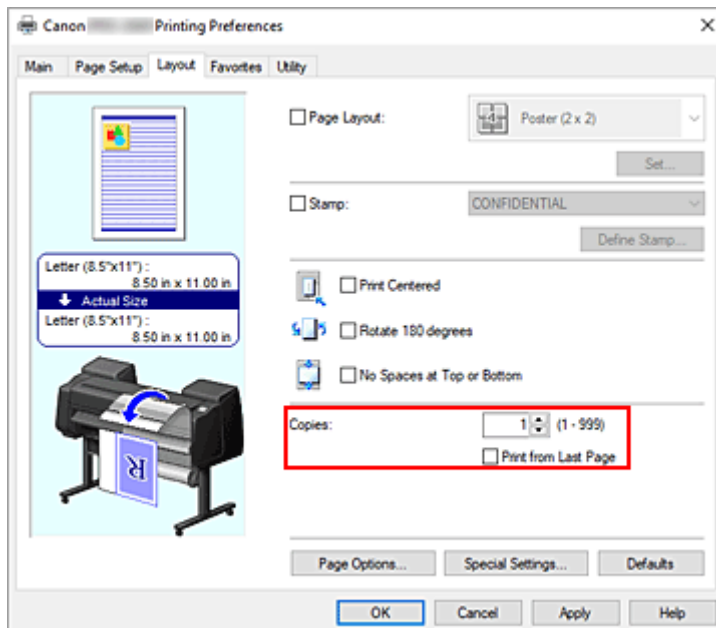 Canon Printing Preferences
Main Page Setup Layout Favorites Utility
Page Layout: Poster (2 x 2)
Set...
Stamp: CONFIDENTIAL
Define Stamp...
Letter (8.5"x11") :
8.50 in x 11.00 in
Actual Size
Letter (8.5"x11") :
8.50 in x 11.00 in
Print Centered
Rotate 180 degrees
No Spaces at Top or Bottom
Copies: 1 (1 - 999)
Print from Last Page
R
Page Options... Special Settings... Defaults
OK Cancel Apply Help